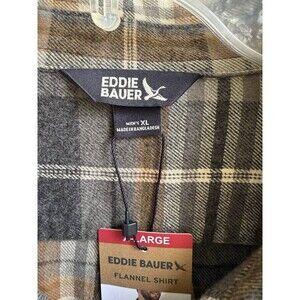 EDDIE
BAUER
MEN'S XL
MADE IN BANGLADESH
LARGE
EDDIE BAUER
FLANNEL SHIRT